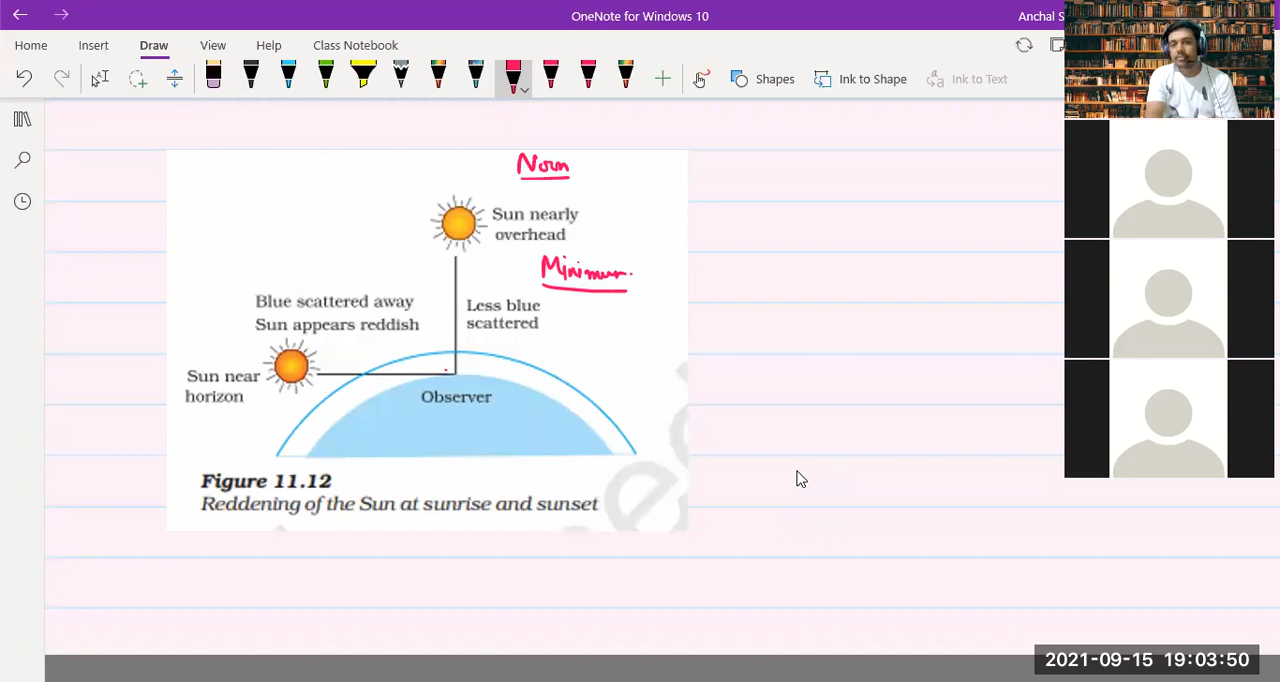 OneNote for Windows 10
Anchal S
Home Insert Draw View Help Class Notebook
Shapes Ink to Shape Ink to Text
Noon
Sun nearly
overhead
Minimum.
Blue scattered away
Sun appears reddish
Less blue
scattered
Sun near
horizon
Observer
Figure 11.12
Reddening of the Sun at sunrise and sunset
2021-09-15 19:03:50